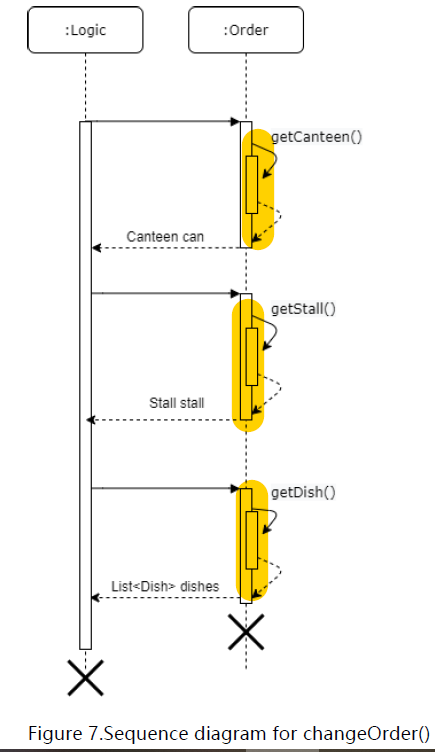 :Logic
:Order
getCanteen()
Canteen can
getStall()
Stall stall
getDish()
List<Dish> dishes
Figure 7.Sequence diagram for changeOrder()